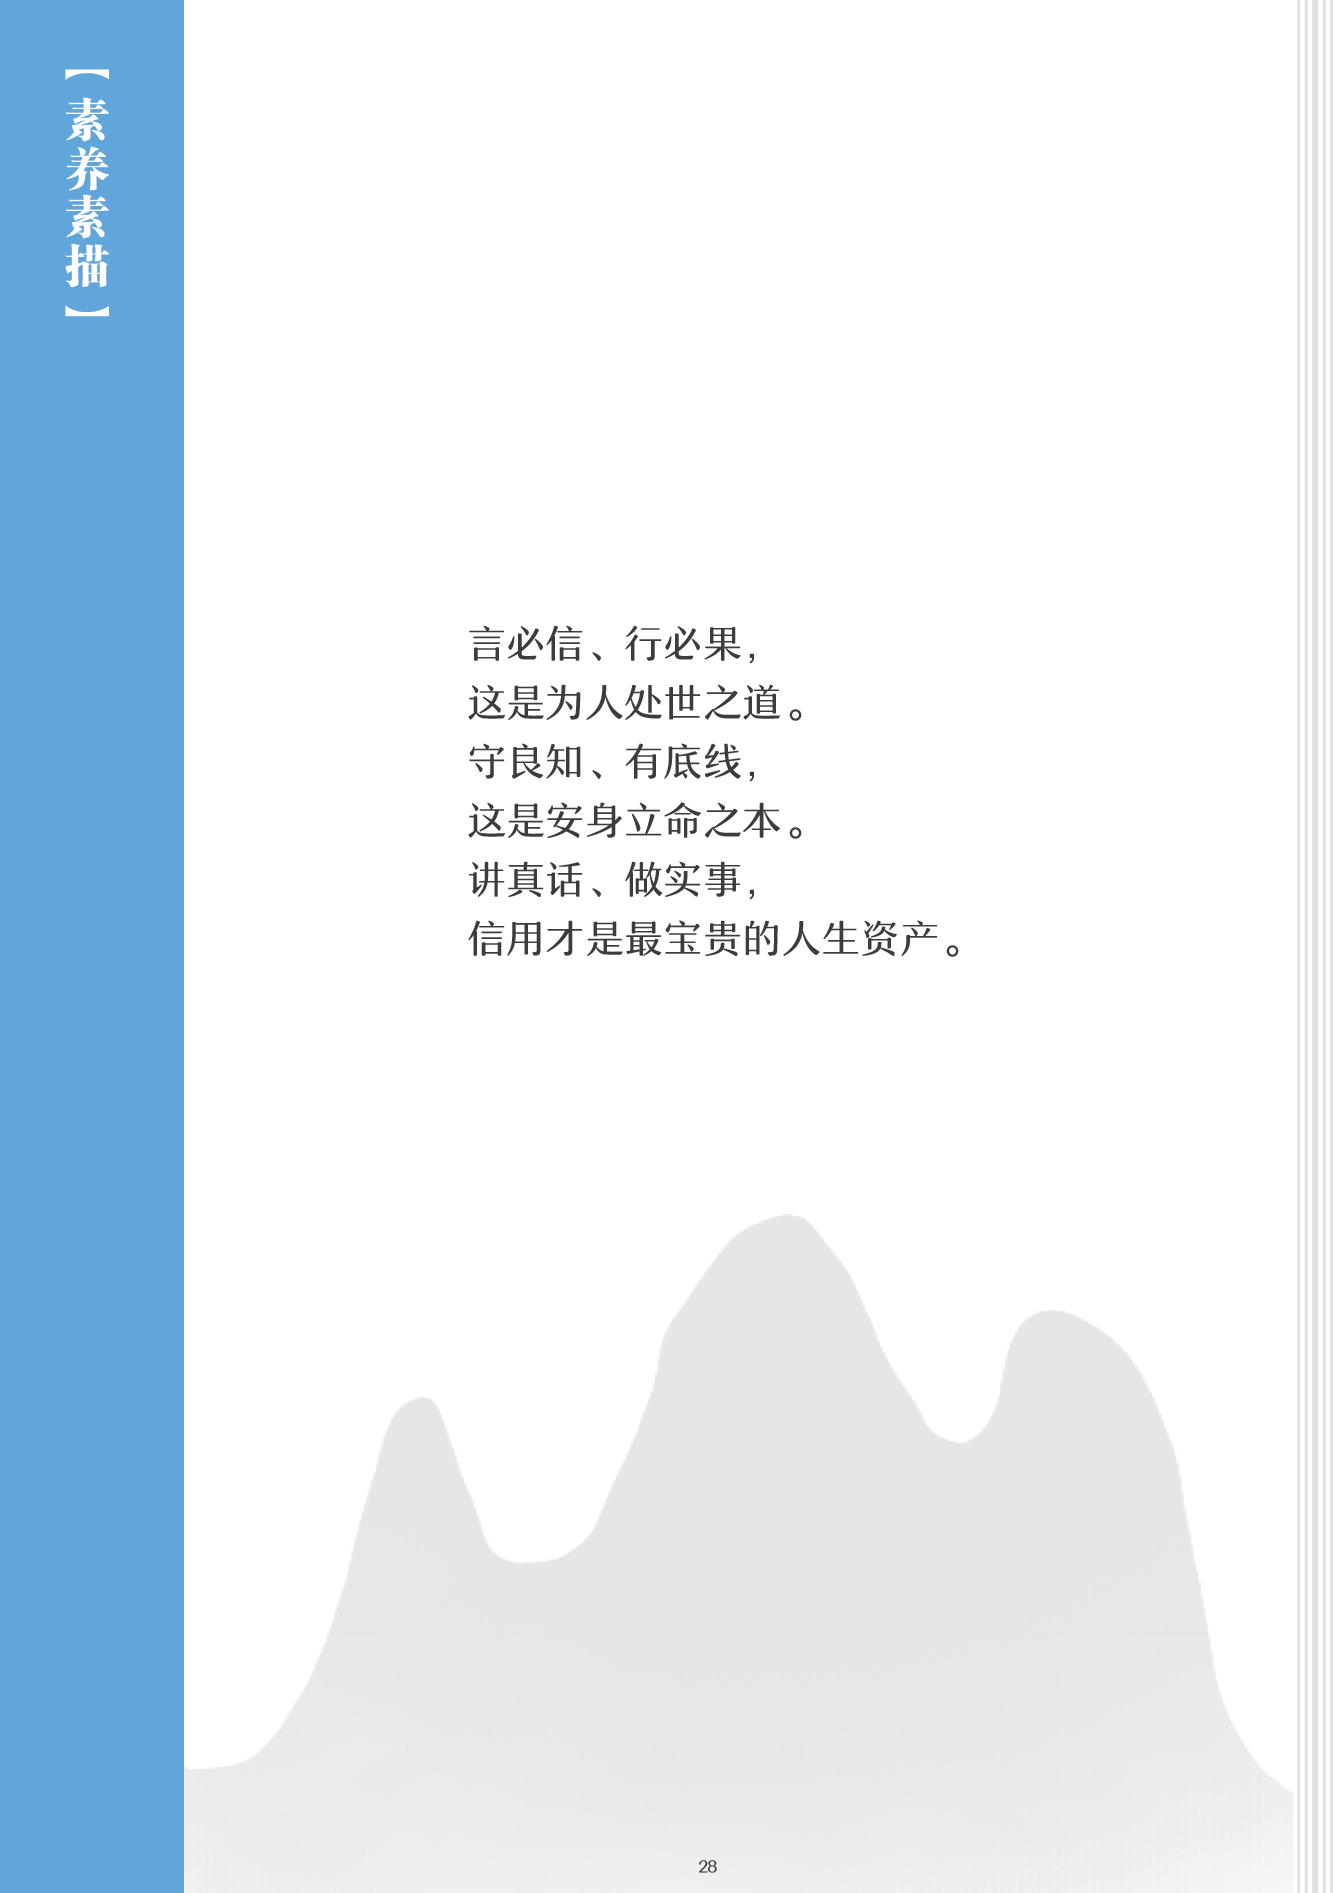 【素养素描】
言必信、行必果，
这是为人处世之道。
守良知、有底线，
这是安身立命之本。
讲真话、做实事，
信用才是最宝贵的人生资产。
28